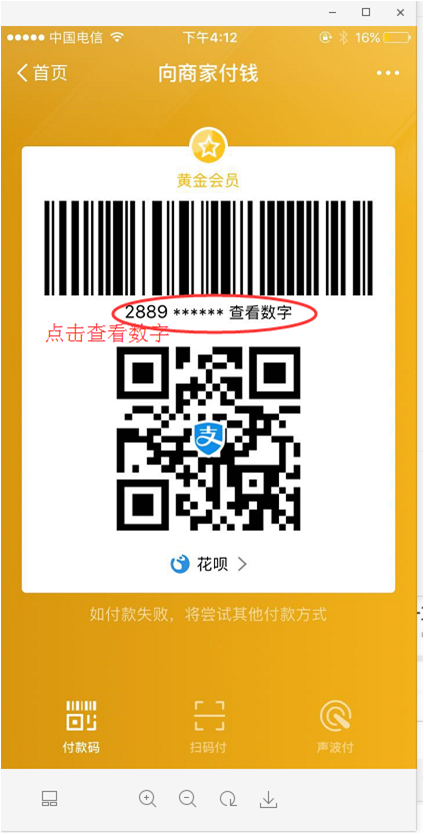 中国电信 下午4:12 16%
首页 向商家付钱
黄金会员
2889 ****** 查看数字
点击查看数字
支
花呗
如付款失败，将尝试其他付款方式
付款码 扫码付 声波付